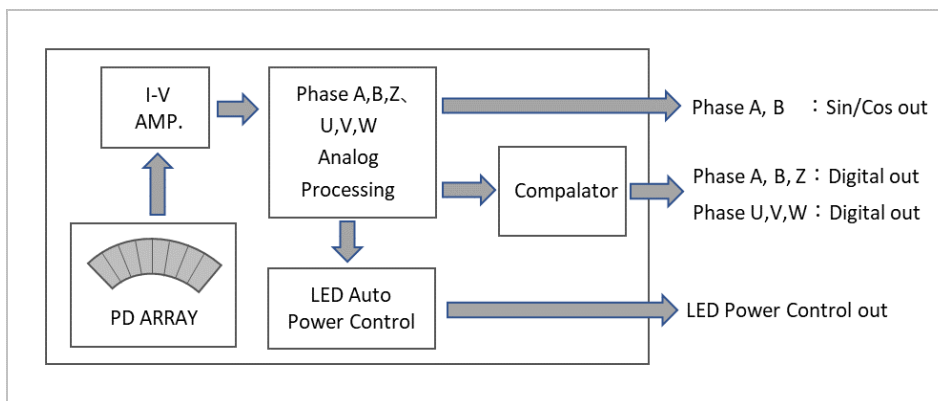 I-V
AMP.
Phase A,B,Z、
U,V,W
Analog
Processing
Phase A, B ：Sin/Cos out
Compalator
Phase A, B, Z：Digital out
Phase U,V,W：Digital out
PD ARRAY
LED Auto
Power Control
LED Power Control out